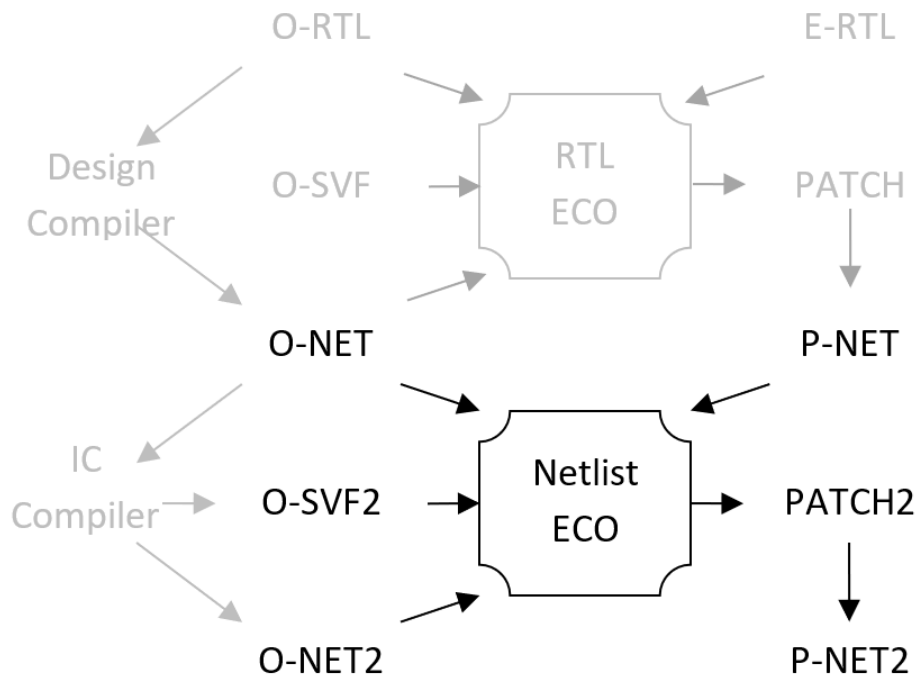 O-RTL
E-RTL
Design
Compiler
O-SVF
RTL
ECO
PATCH
O-NET
P-NET
IC
Compiler
O-SVF2
Netlist
ECO
PATCH2
O-NET2
P-NET2